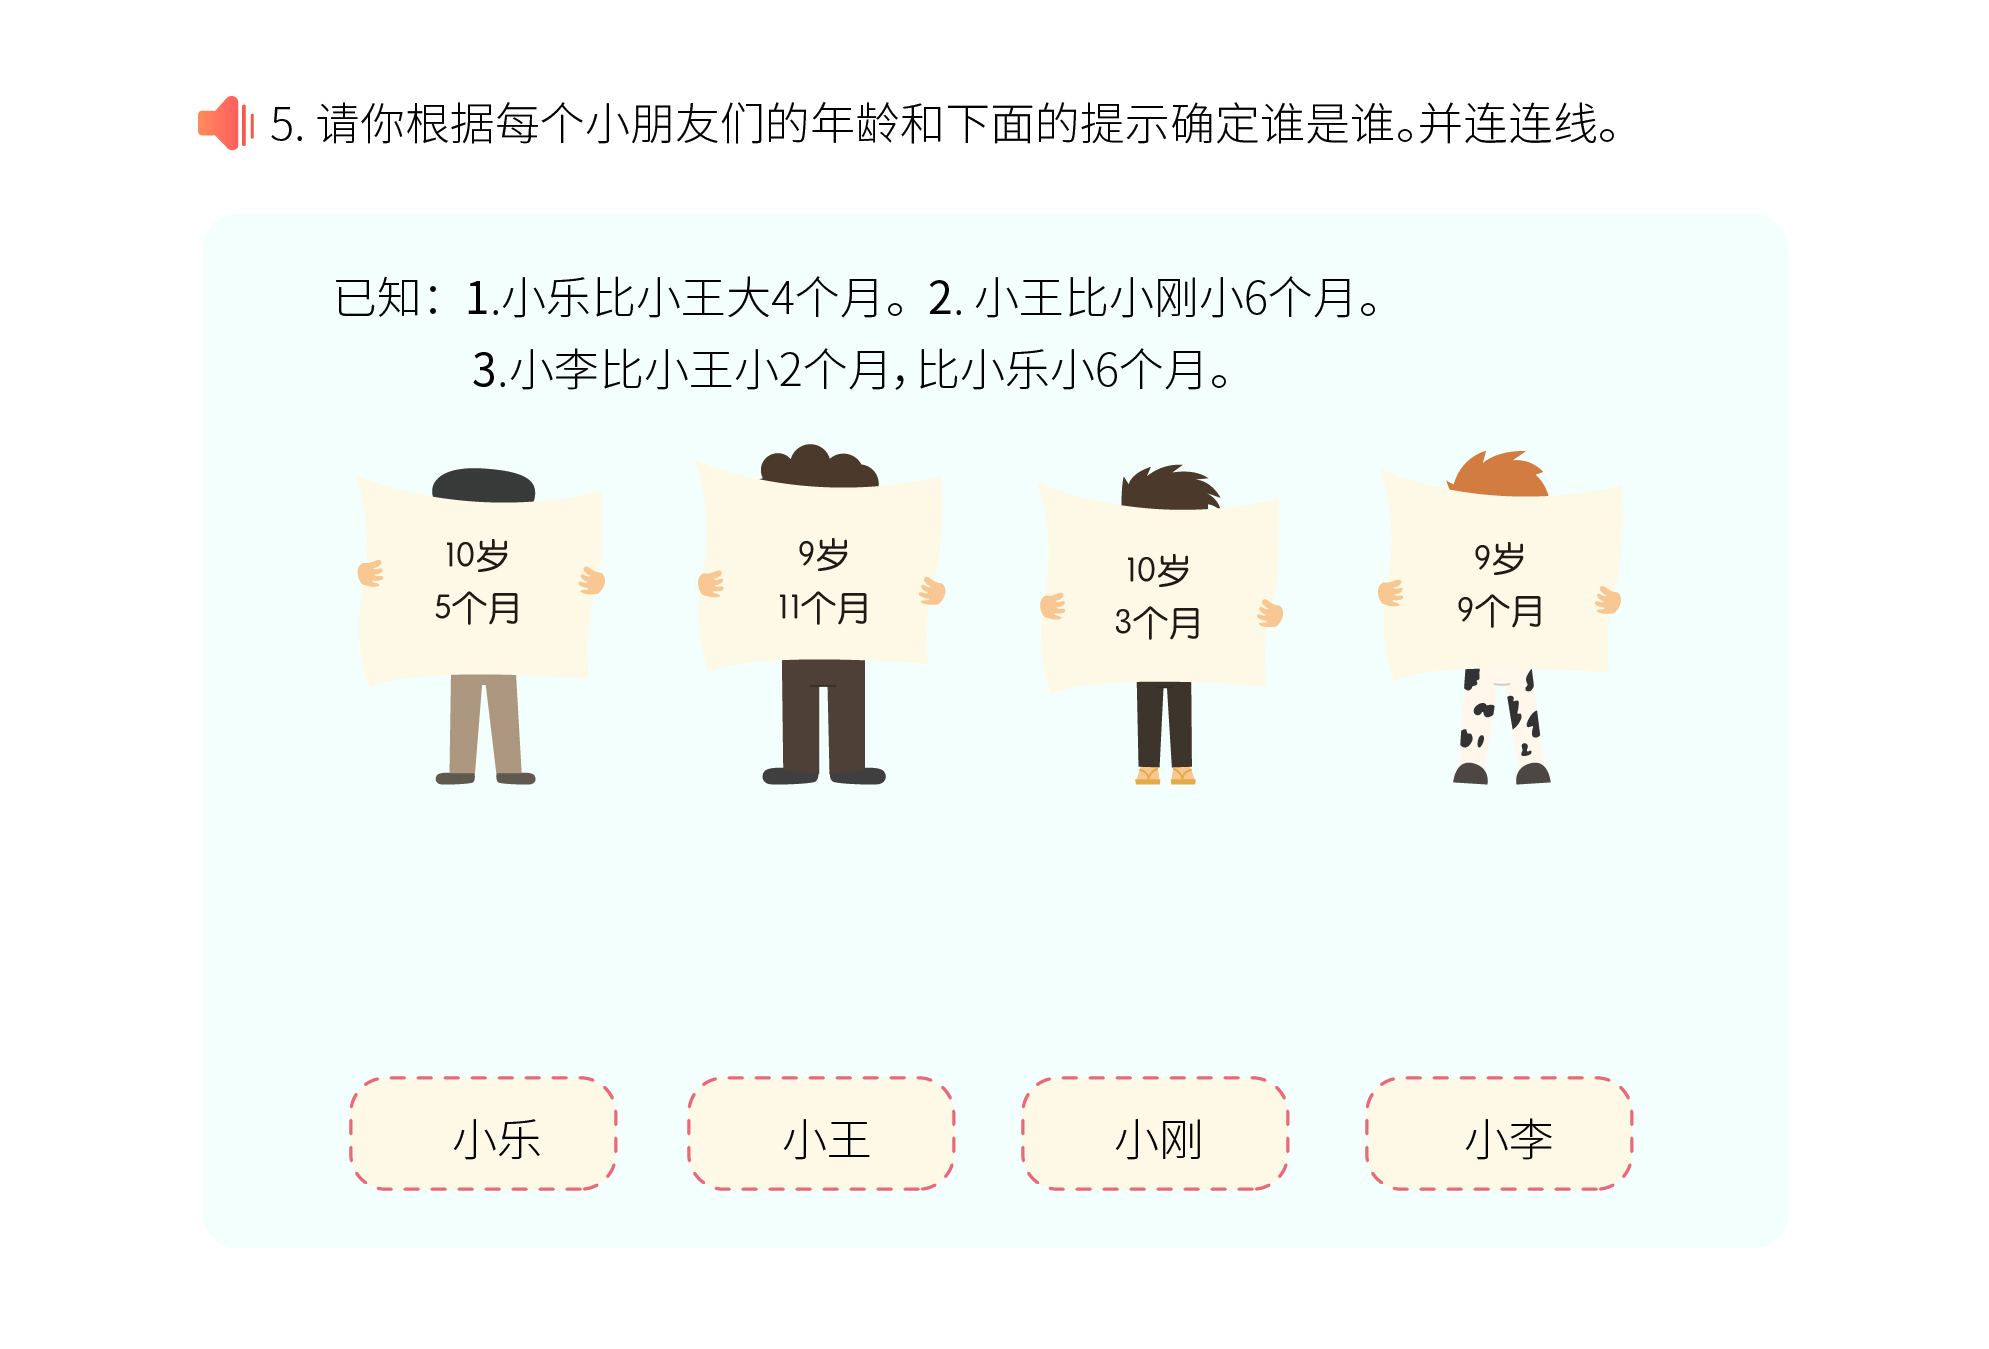 5. 请你根据每个小朋友们的年龄和下面的提示确定谁是谁。并连连线。
已知：1.小乐比小王大4个月。2. 小王比小刚小6个月。
3.小李比小王小2个月，比小乐小6个月。
10岁
5个月
9岁
11个月
10岁
3个月
9岁
9个月
小乐
小王
小刚
小李